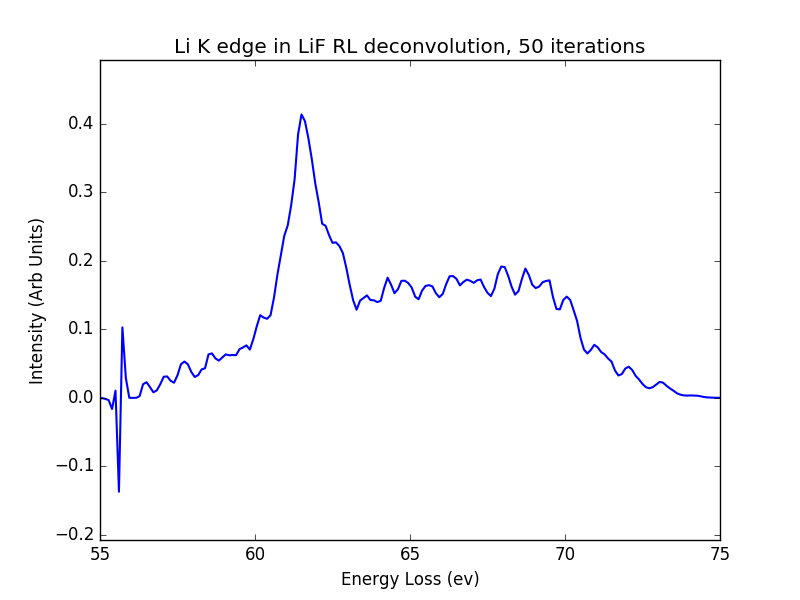 Li K edge in LiF RL deconvolution, 50 iterations
Intensity (Arb Units)
0.4
0.3
0.2
0.1
0.0
−0.1
−0.2
55 60 65 70 75
Energy Loss (ev)